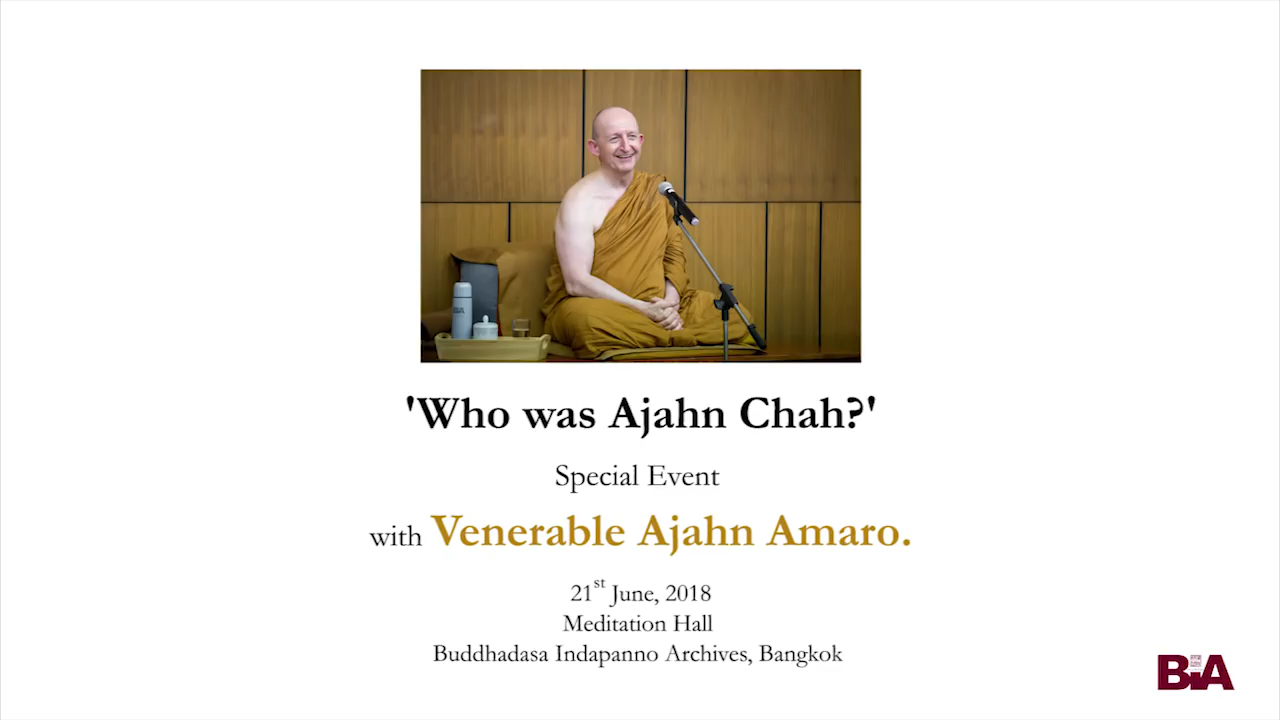 'Who was Ajahn Chah?'
Special Event
with Venerable Ajahn Amaro.
21st June, 2018
Meditation Hall
Buddhadasa Indapanno Archives, Bangkok
BIA